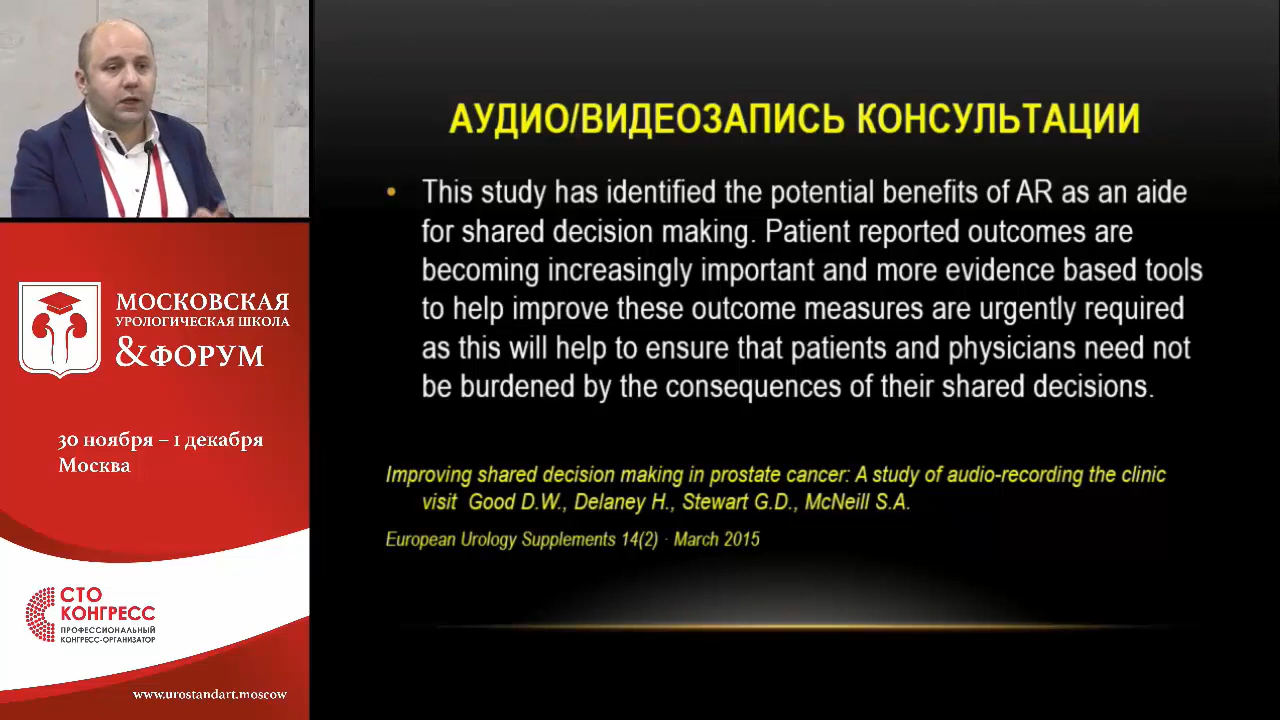 АУДИО/ВИДЕОЗАПИСЬ КОНСУЛЬТАЦИИ
• This study has identified the potential benefits of AR as an aide
for shared decision making. Patient reported outcomes are
becoming increasingly important and more evidence based tools
to help improve these outcome measures are urgently required
as this will help to ensure that patients and physicians need not
be burdened by the consequences of their shared decisions.
Improving shared decision making in prostate cancer: A study of audio-recording the clinic
visit Good D.W., Delaney H., Stewart G.D., McNeill S.A.
European Urology Supplements 14(2) · March 2015
МОСКОВСКАЯ
УРОЛОГИЧЕСКАЯ ШКОЛА
&ФОРУМ
30 ноября – 1 декабря
Москва
СТО
КОНГРЕСС
ПРОФЕССИОНАЛЬНЫЙ
КОНГРЕСС-ОРГАНИЗАТОР
www.urostandart.moscow